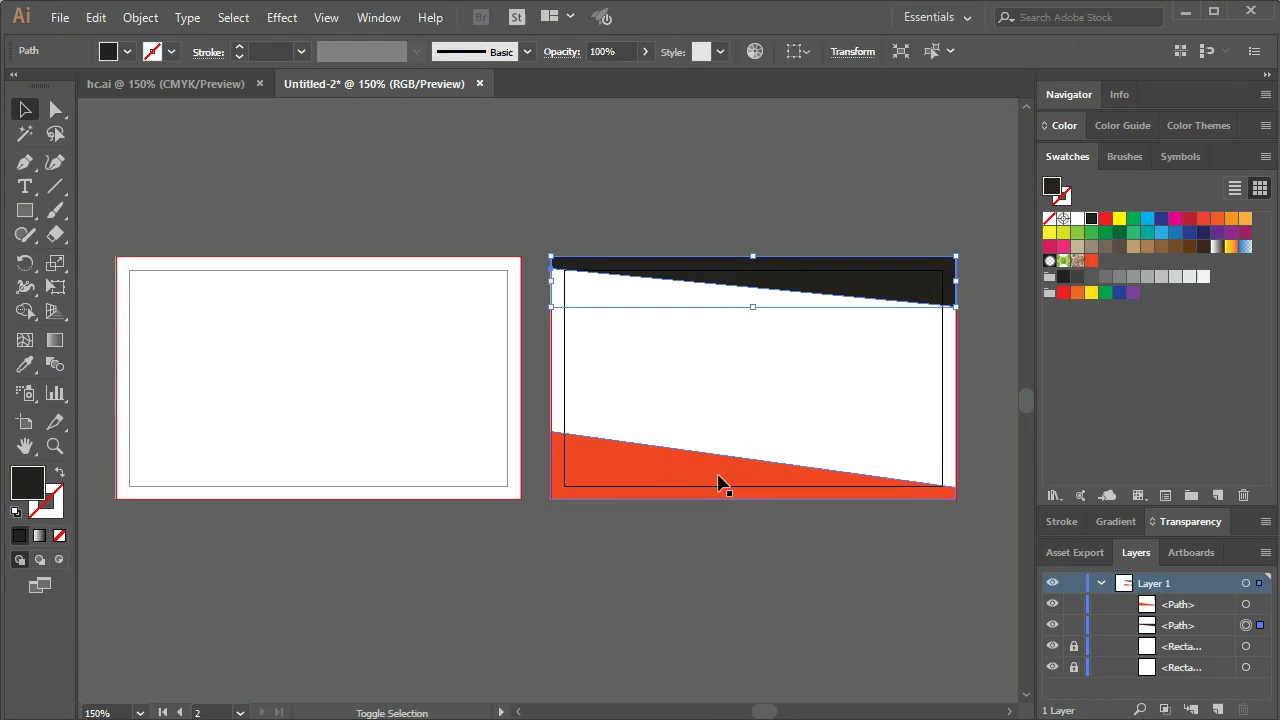 Ai File Edit Object Type Select Effect View Window Help Br St Essentials Search Adobe Stock
Path Stroke: Basic Opacity: 100% Style: Transform
hc.ai @ 150% (CMYK/Preview) Untitled-2* @ 150% (RGB/Preview)
Navigator Info
Color Color Guide Color Themes
Swatches Brushes Symbols
Stroke Gradient Transparency
Asset Export Layers Artboards
Layer 1
<Path>
<Path>
<Recta...
<Recta...
1 Layer
150% 2 Toggle Selection